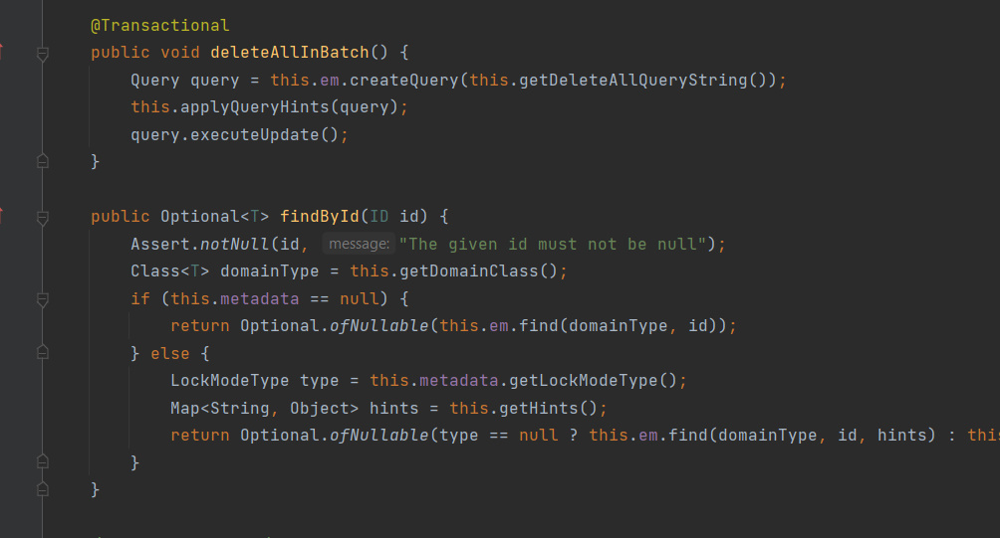 @Transactional
public void deleteAllInBatch() {
Query query = this.em.createQuery(this.getDeleteAllQueryString());
this.applyQueryHints(query);
query.executeUpdate();
}
public Optional<T> findById(ID id) {
Assert.notNull(id, message: "The given id must not be null");
Class<T> domainType = this.getDomainClass();
if (this.metadata == null) {
return Optional.ofNullable(this.em.find(domainType, id));
} else {
LockModeType type = this.metadata.getLockModeType();
Map<String, Object> hints = this.getHints();
return Optional.ofNullable(type == null ? this.em.find(domainType, id, hints) : this
}
}